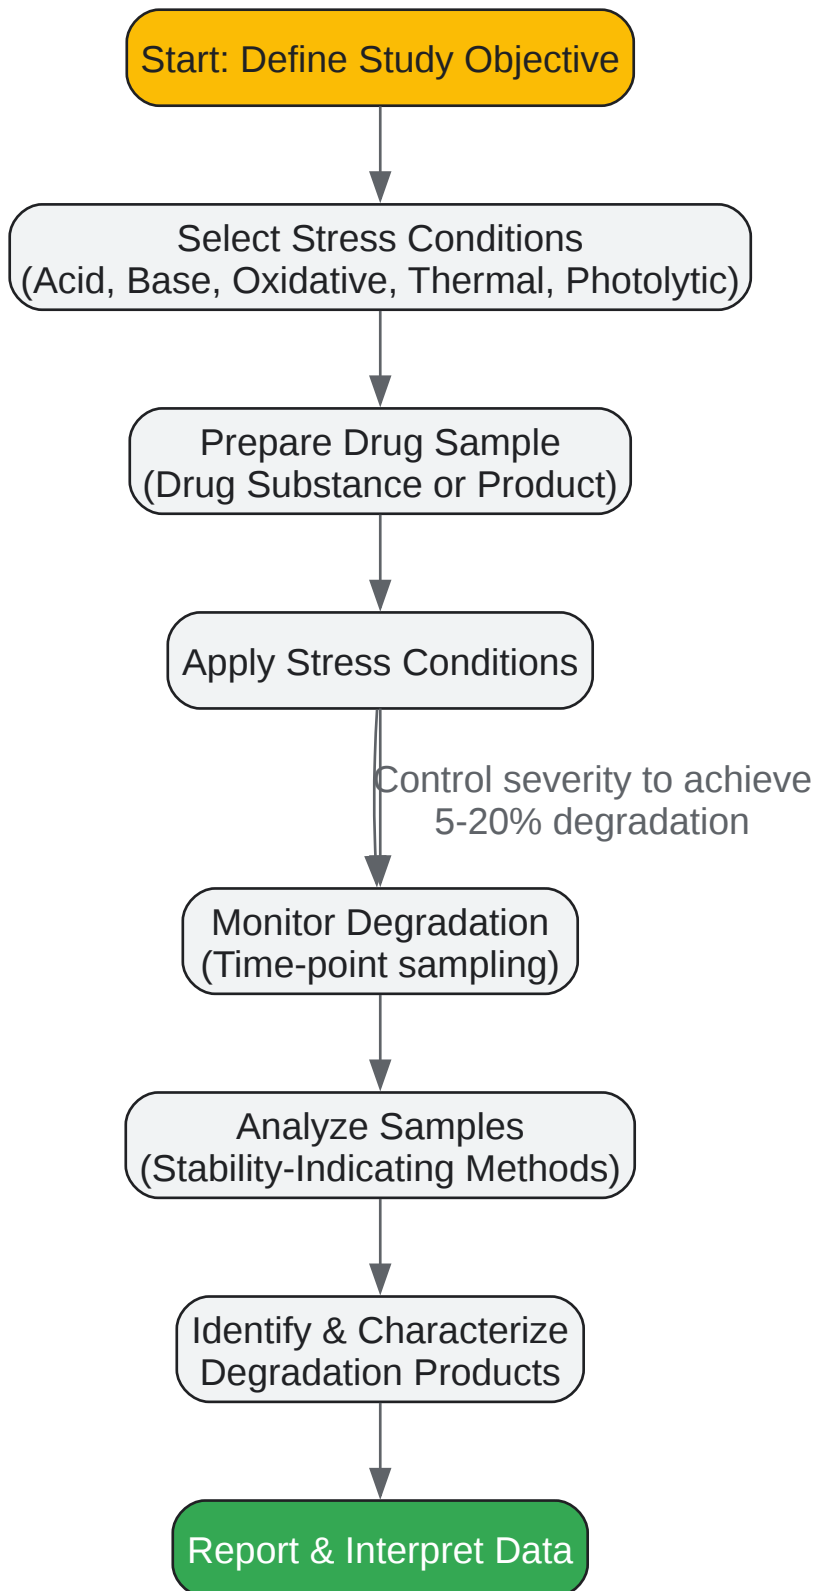 Start: Define Study Objective
Select Stress Conditions
(Acid, Base, Oxidative, Thermal, Photolytic)
Prepare Drug Sample
(Drug Substance or Product)
Apply Stress Conditions
Control severity to achieve
5-20% degradation
Monitor Degradation
(Time-point sampling)
Analyze Samples
(Stability-Indicating Methods)
Identify & Characterize
Degradation Products
Report & Interpret Data